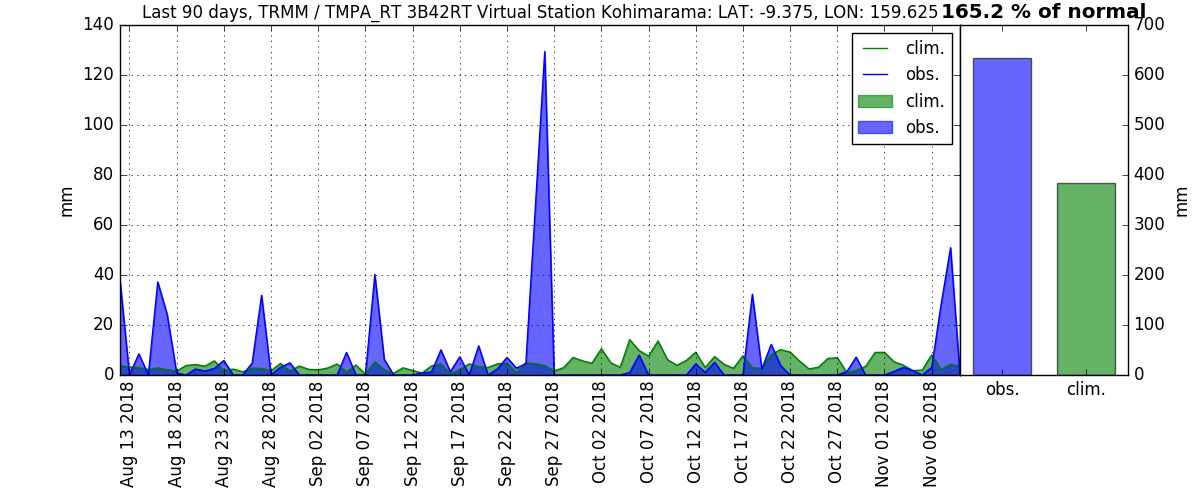 Last 90 days, TRMM / TMPA_RT 3B42RT Virtual Station Kohimarama: LAT: -9.375, LON: 159.625 165.2 % of normal
140
120
100
80
60
40
20
0
mm
clim.
obs.
clim.
obs.
700
600
500
400
300
200
100
0
mm
obs.
clim.
Aug 13 2018
Aug 18 2018
Aug 23 2018
Aug 28 2018
Sep 02 2018
Sep 07 2018
Sep 12 2018
Sep 17 2018
Sep 22 2018
Sep 27 2018
Oct 02 2018
Oct 07 2018
Oct 12 2018
Oct 17 2018
Oct 22 2018
Oct 27 2018
Nov 01 2018
Nov 06 2018